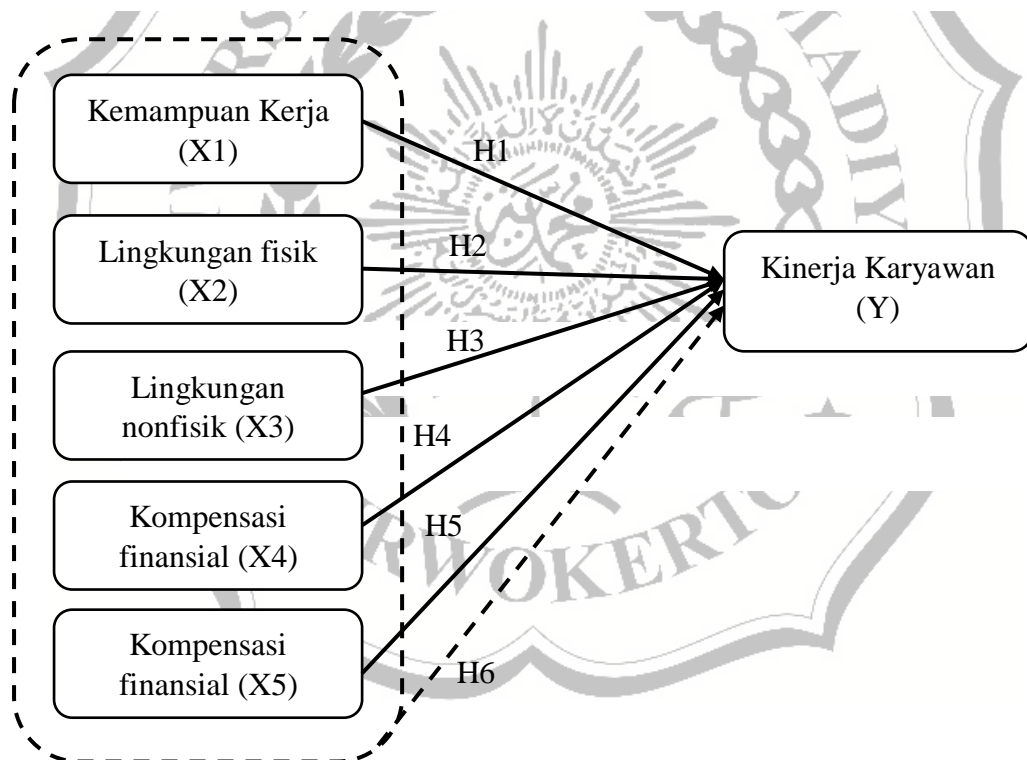 Kemampuan Kerja
(X1)
H1
Lingkungan fisik
(X2)
H2
Kinerja Karyawan
(Y)
Lingkungan
nonfisik (X3)
H3
H4
Kompensasi
finansial (X4)
H5
Kompensasi
finansial (X5)
H6